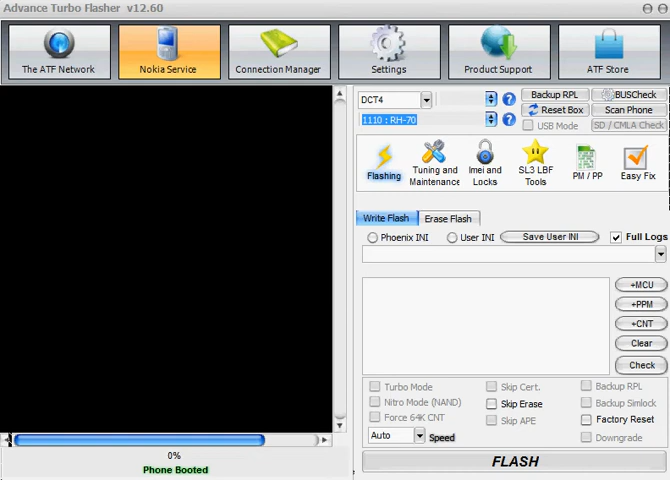 Advance Turbo Flasher v12.60
The ATF Network
Nokia Service
Connection Manager
Settings
Product Support
ATF Store
DCT4
Backup RPL
BUSCheck
Reset Box
Scan Phone
1110 : RH-70
USB Mode
SD / CMLA Check
Flashing
Tuning and Maintenance
Imei and Locks
SL3 LBF Tools
PM / PP
Easy Fix
Write Flash
Erase Flash
Phoenix INI
User INI
Save User INI
Full Logs
+MCU
+PPM
+CNT
Clear
Check
Turbo Mode
Skip Cert.
Backup RPL
Nitro Mode (NAND)
Skip Erase
Backup Simlock
Force 64K CNT
Skip APE
Factory Reset
Auto
Speed
Downgrade
0%
Phone Booted
FLASH